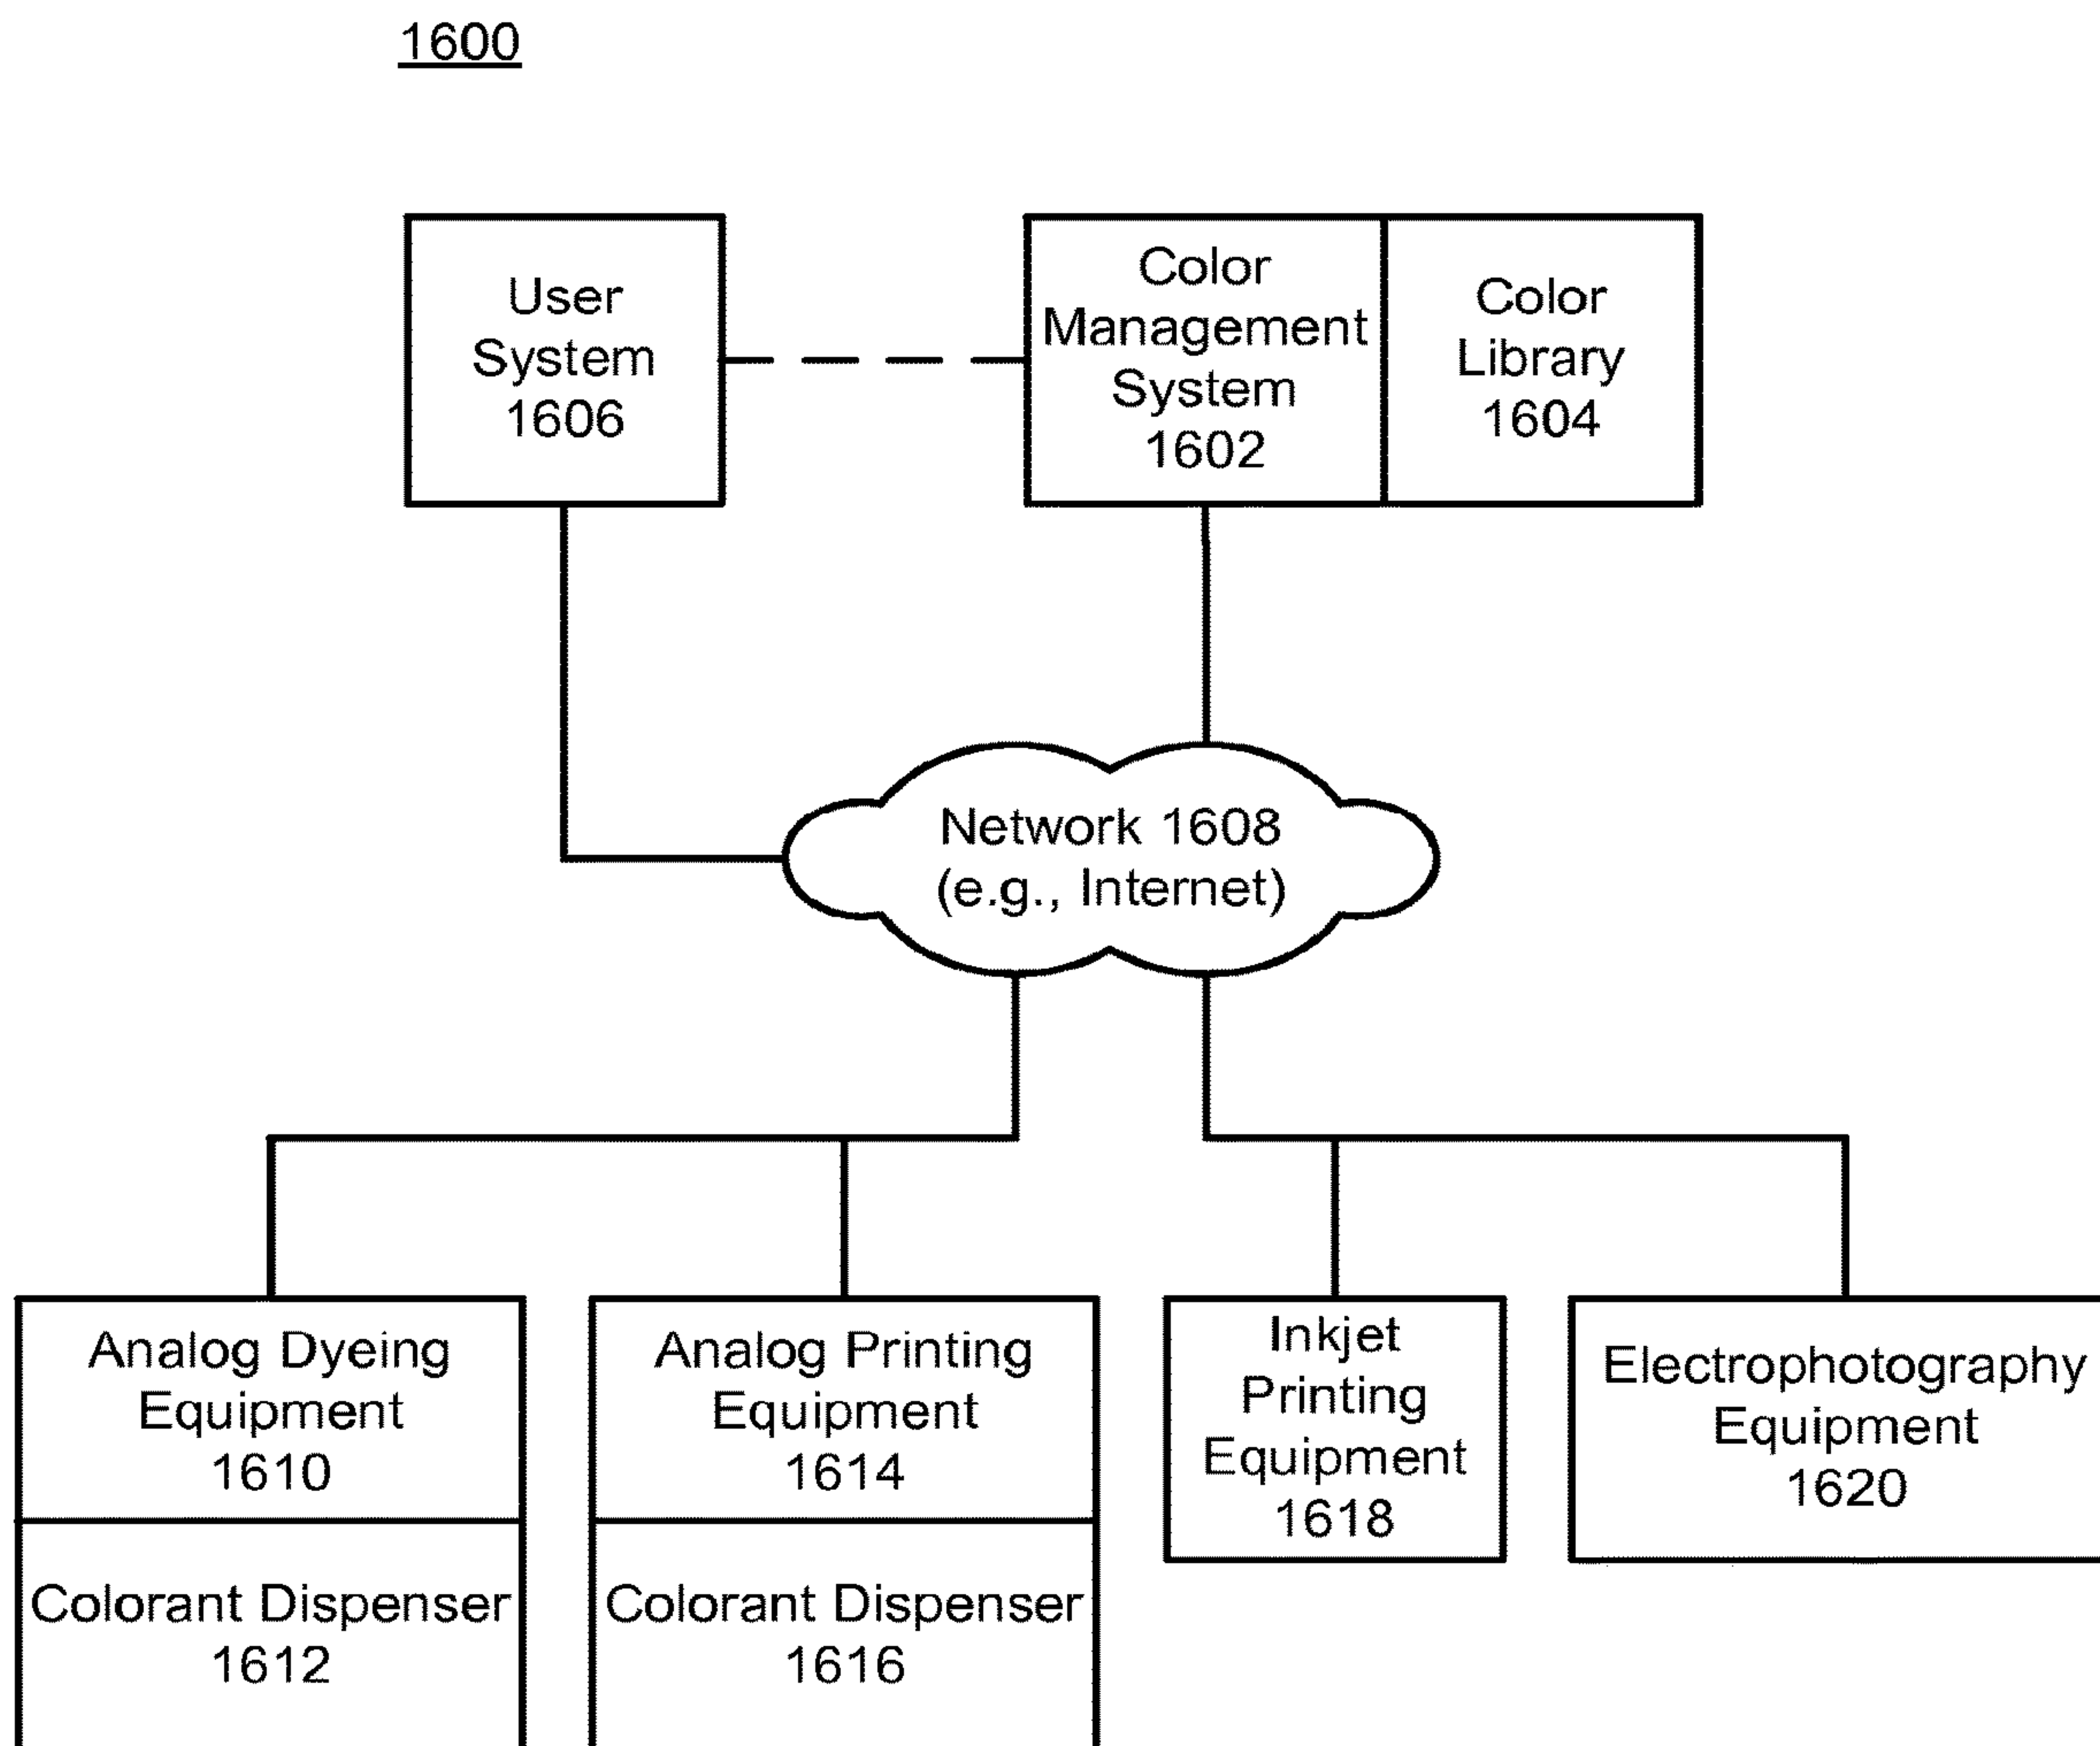 1600
User
System
1606
Color
Management
System
1602
Color
Library
1604
Network 1608
(e.g., Internet)
Analog Dyeing
Equipment
1610
Colorant Dispenser
1612
Analog Printing
Equipment
1614
Colorant Dispenser
1616
Inkjet
Printing
Equipment
1618
Electrophotography
Equipment
1620